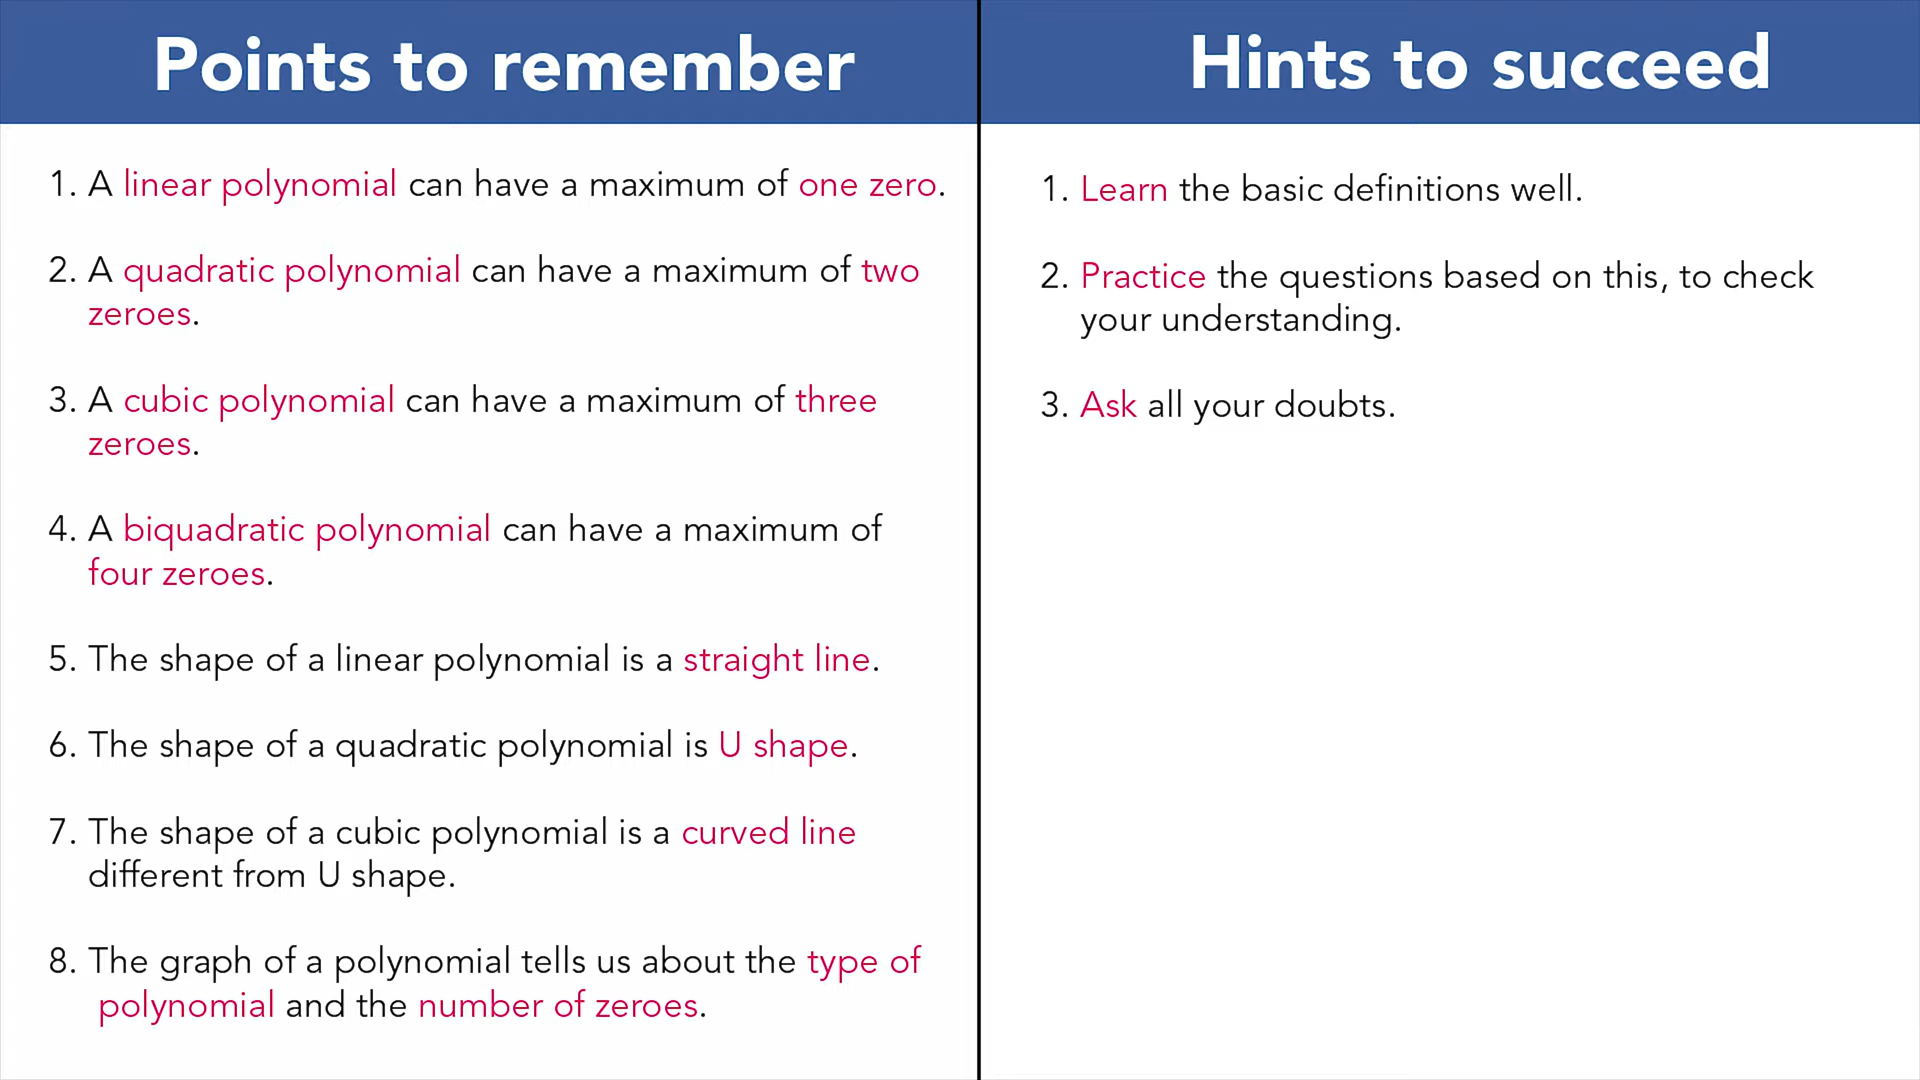 Points to remember
1. A linear polynomial can have a maximum of one zero.
2. A quadratic polynomial can have a maximum of two
zeroes.
3. A cubic polynomial can have a maximum of three
zeroes.
4. A biquadratic polynomial can have a maximum of
four zeroes.
5. The shape of a linear polynomial is a straight line.
6. The shape of a quadratic polynomial is U shape.
7. The shape of a cubic polynomial is a curved line
different from U shape.
8. The graph of a polynomial tells us about the type of
polynomial and the number of zeroes.
Hints to succeed
1. Learn the basic definitions well.
2. Practice the questions based on this, to check
your understanding.
3. Ask all your doubts.